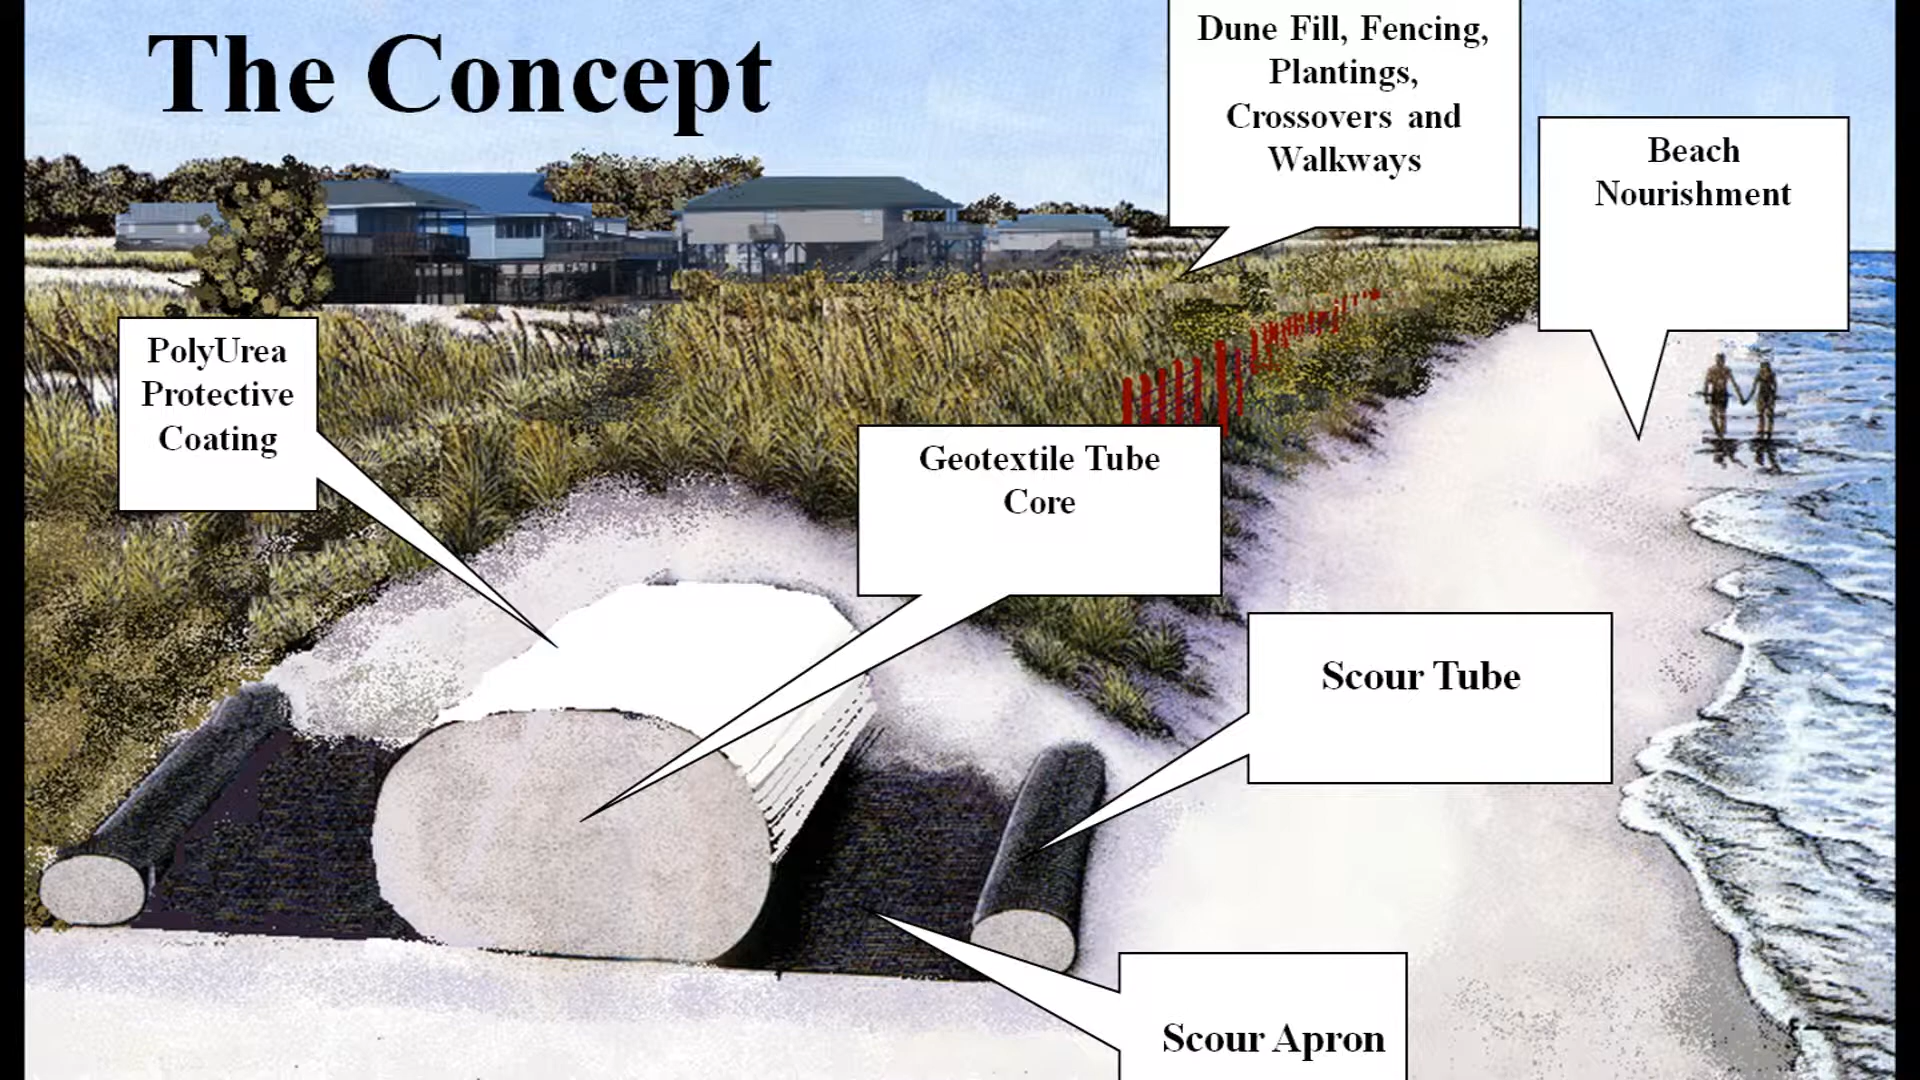 The Concept
Dune Fill, Fencing,
Plantings,
Crossovers and
Walkways
Beach
Nourishment
PolyUrea
Protective
Coating
Geotextile Tube
Core
Scour Tube
Scour Apron